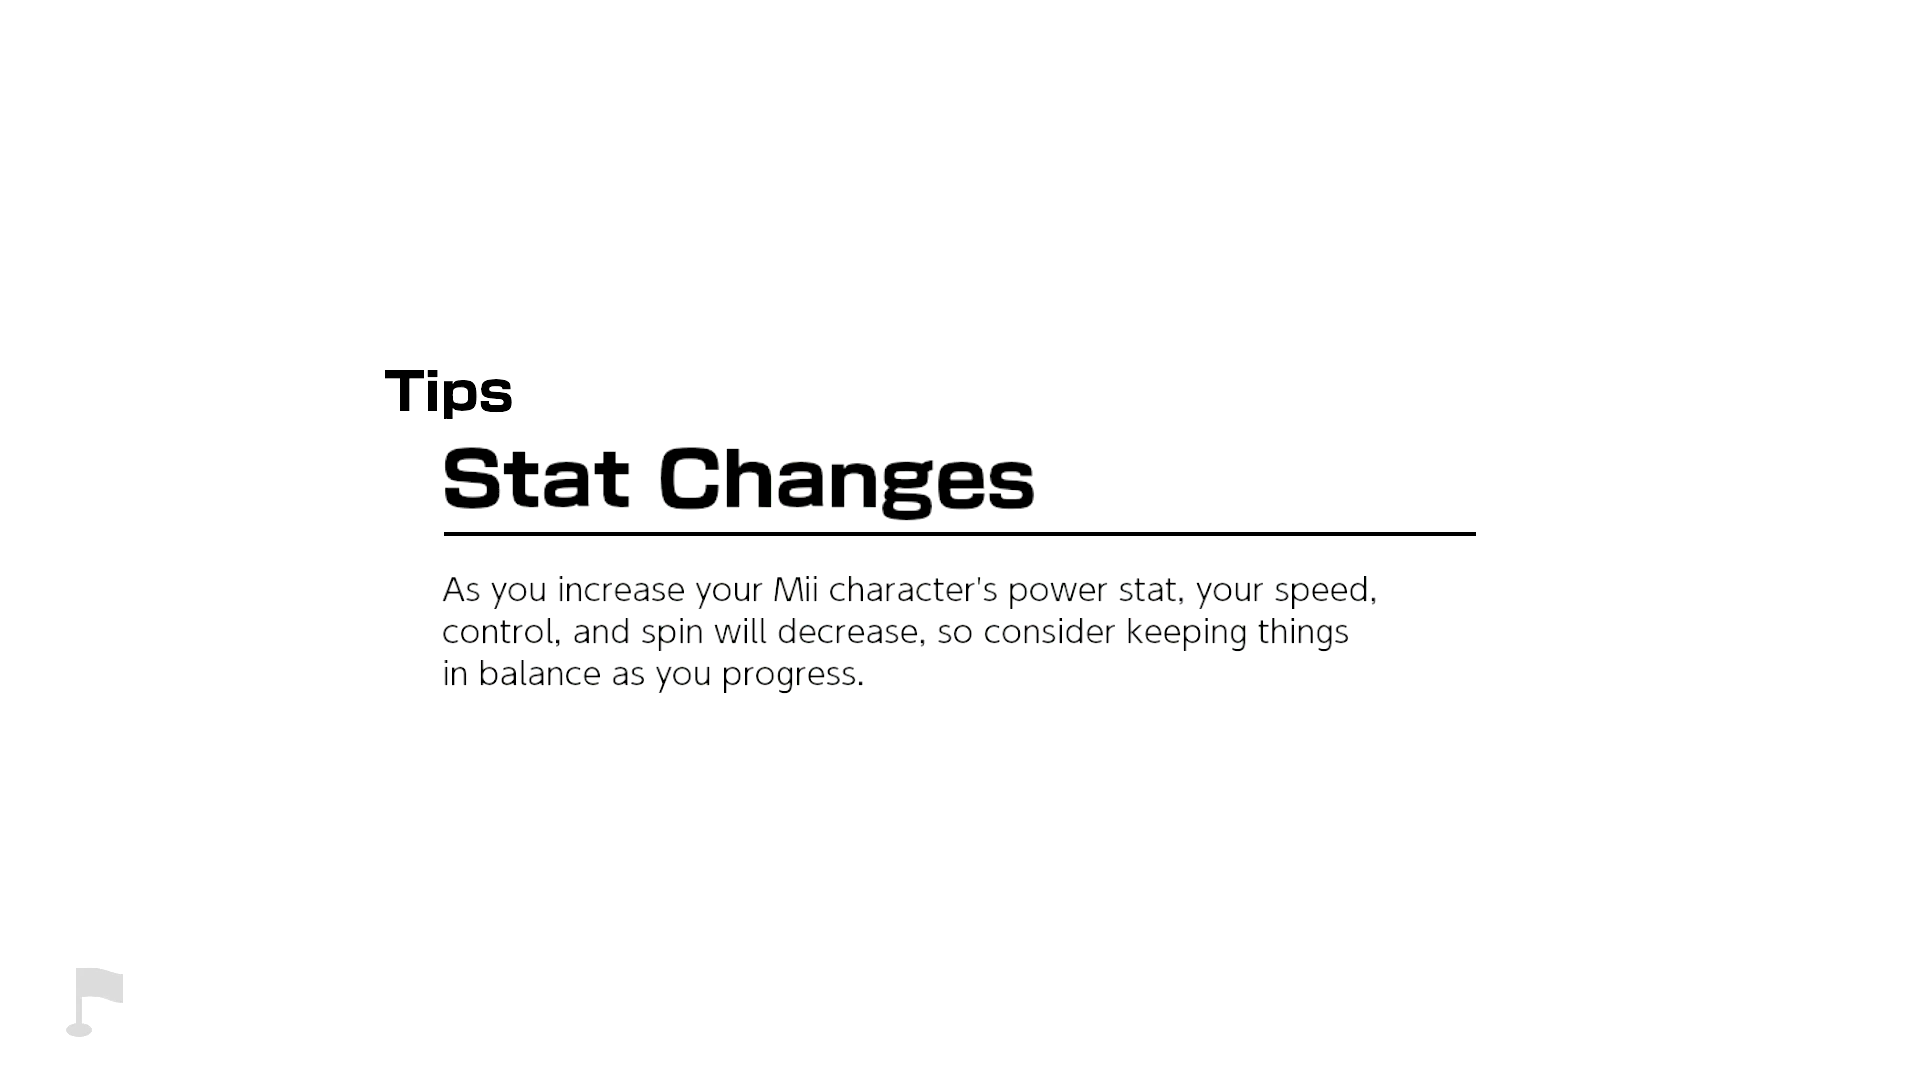 Tips
Stat Changes
As you increase your Mii character's power stat, your speed,
control, and spin will decrease, so consider keeping things
in balance as you progress.